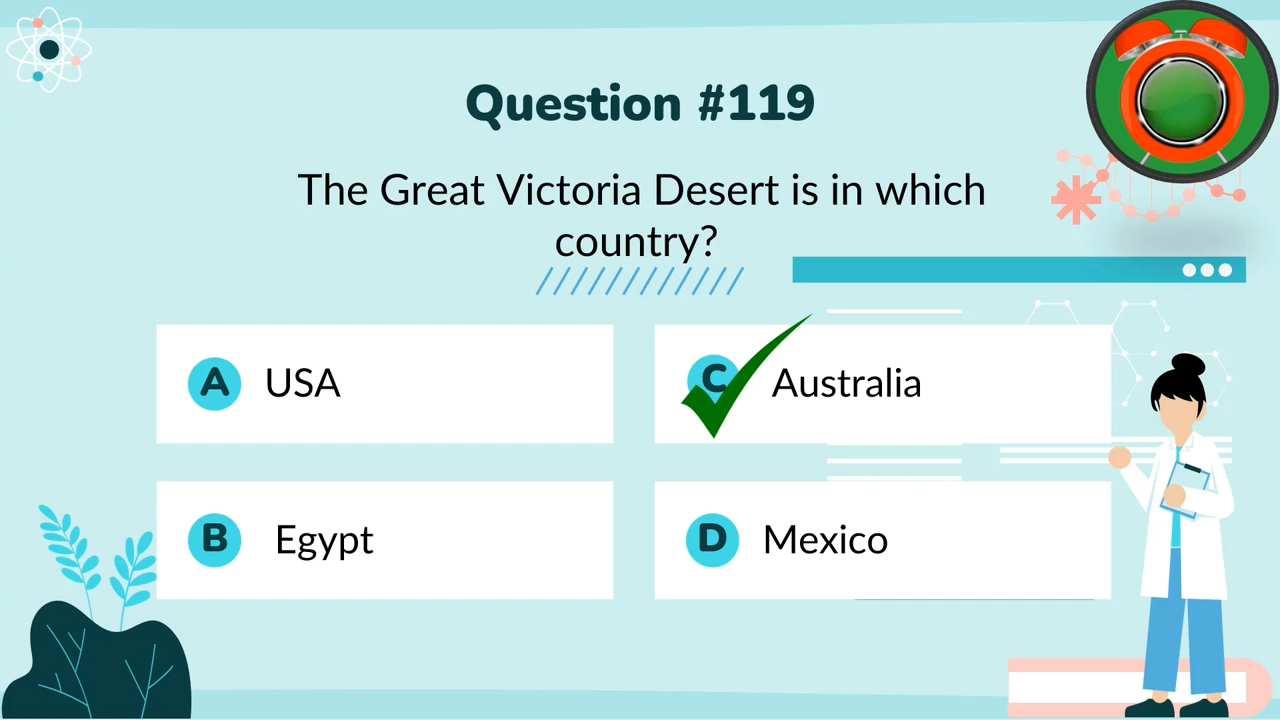 Question #119
The Great Victoria Desert is in which
country?
A USA
C Australia
B Egypt
D Mexico